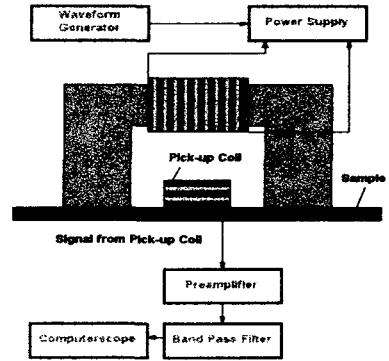 Waveform
Generator
Power Supply
Pick-up Coil
Sample
Signal from Pick-up Coil
Preamplifier
Computerscope
Band Pass Filter